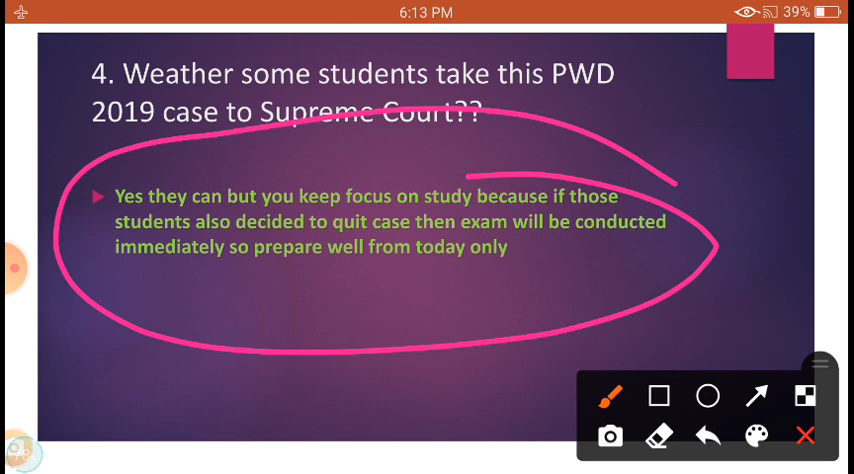 6:13 PM
39%
4. Weather some students take this PWD
2019 case to Supreme Court??
Yes they can but you keep focus on study because if those
students also decided to quit case then exam will be conducted
immediately so prepare well from today only